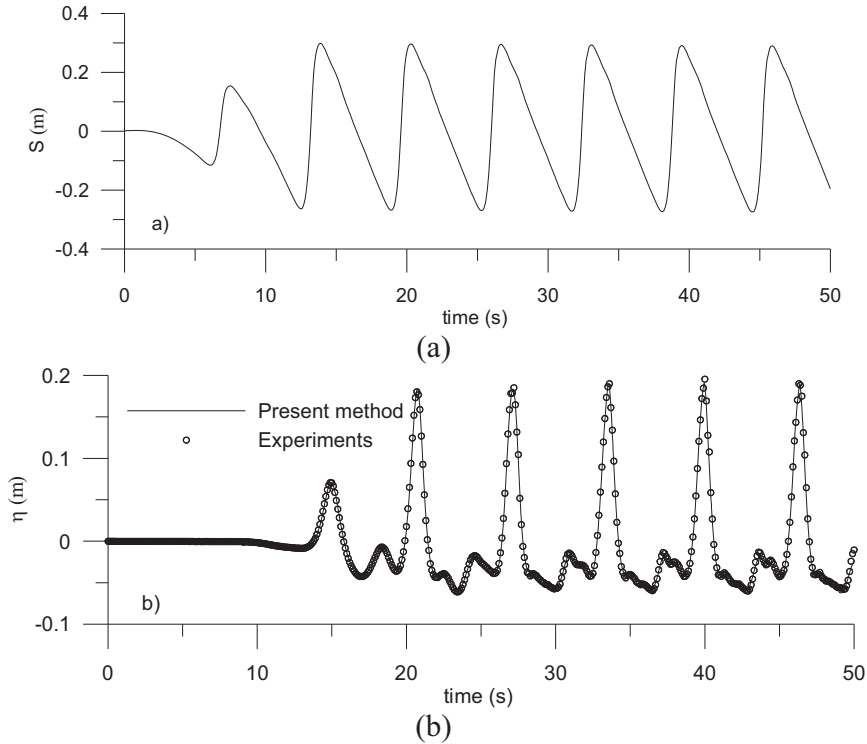 0.4
0.2
0
-0.2
-0.4
S (m)
a)
0 10 20 30 40 50
time (s)
(a)
0.2
0.1
0
-0.1
η (m)
Present method
Experiments
b)
0 10 20 30 40 50
time (s)
(b)